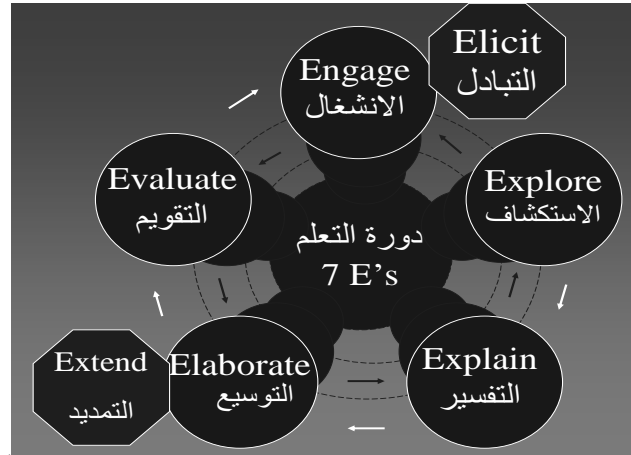 Elicit
التبادل
Engage
الانشغال
Evaluate
التقويم
Explore
الاستكشاف
دورة التعلم
7 E’s
Extend
التمديد
Elaborate
التوسيع
Explain
التفسير